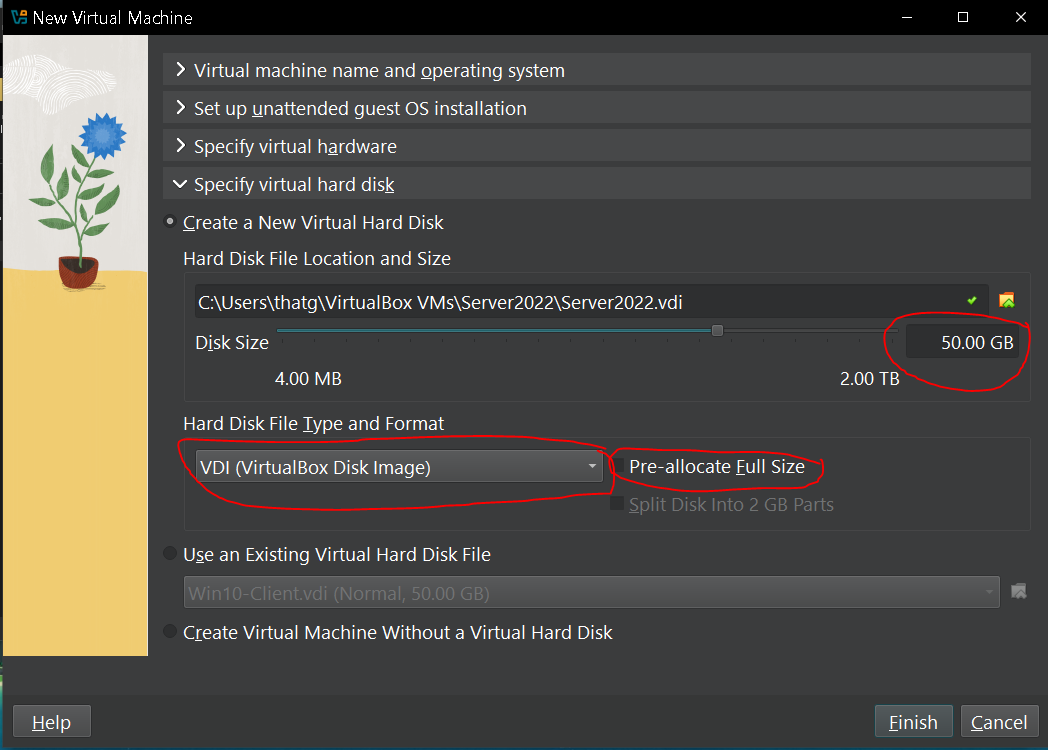 New Virtual Machine
Virtual machine name and operating system
Set up unattended guest OS installation
Specify virtual hardware
Specify virtual hard disk
Create a New Virtual Hard Disk
Hard Disk File Location and Size
C:\Users\thatg\VirtualBox VMs\Server2022\Server2022.vdi
Disk Size 50.00 GB
4.00 MB 2.00 TB
Hard Disk File Type and Format
VDI (VirtualBox Disk Image) Pre-allocate Full Size
Split Disk Into 2 GB Parts
Use an Existing Virtual Hard Disk File
Win10-Client.vdi (Normal, 50.00 GB)
Create Virtual Machine Without a Virtual Hard Disk
Help Finish Cancel